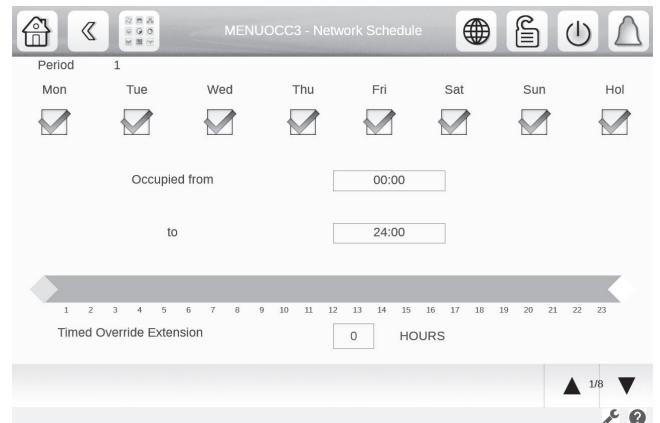 MENUOCC3 - Network Schedule
Period 1
Mon Tue Wed Thu Fri Sat Sun Hol
Occupied from 00:00
to 24:00
1 2 3 4 5 6 7 8 9 10 11 12 13 14 15 16 17 18 19 20 21 22 23
Timed Override Extension 0 HOURS
1/8
?